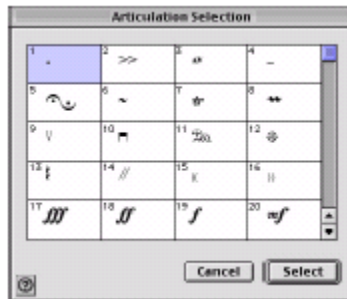 Articulation Selection
1 . 2 >> 3 4 –
5 6 ~ 7 8
9 V 10 11 Ped. 12
13 14 // 15 K 16
17 fff 18 ff 19 f 20 mf
Cancel Select
?